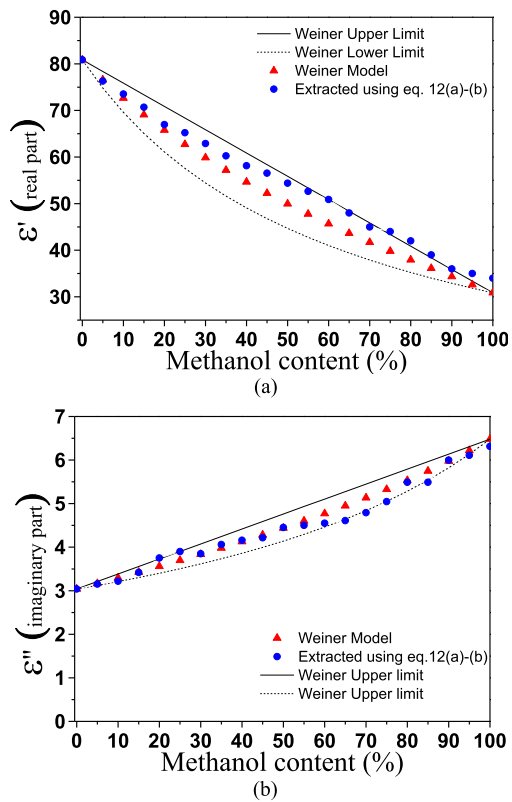 90
80
70
60
50
40
30
Weiner Upper Limit
Weiner Lower Limit
Weiner Model
Extracted using eq. 12(a)-(b)
ε' (real part)
0 10 20 30 40 50 60 70 80 90 100
Methanol content (%)
(a)
7
6
5
4
3
2
1
0
Weiner Model
Extracted using eq.12(a)-(b)
Weiner Upper limit
Weiner Upper limit
ε" (imaginary part)
0 10 20 30 40 50 60 70 80 90 100
Methanol content (%)
(b)